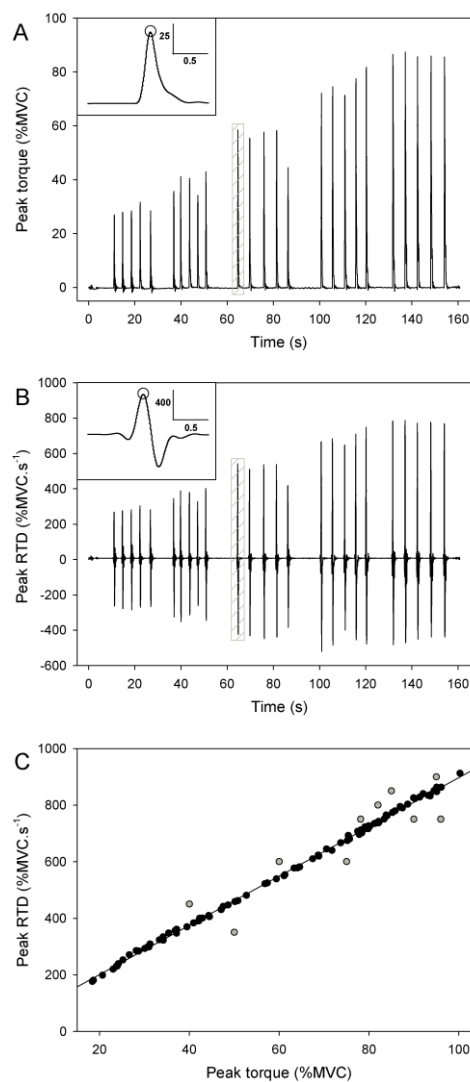 A
100
80
60
40
20
0
Peak torque (%MVC)
25
0.5
0 20 40 60 80 100 120 140 160
Time (s)
B
1000
800
600
400
200
0
-200
-400
-600
Peak RTD (%MVC.s⁻¹)
400
0.5
0 20 40 60 80 100 120 140 160
Time (s)
C
1000
800
600
400
200
0
Peak RTD (%MVC.s⁻¹)
20 40 60 80 100
Peak torque (%MVC)